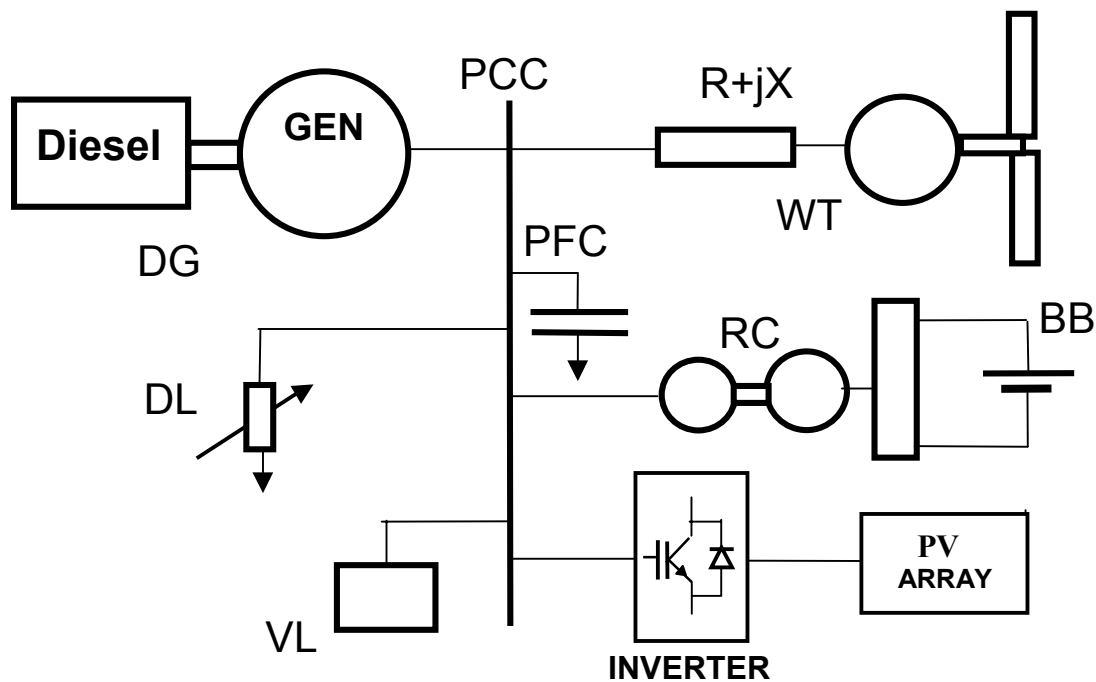 PCC
R+jX
Diesel
GEN
WT
DG
PFC
RC
BB
DL
VL
PV
ARRAY
INVERTER